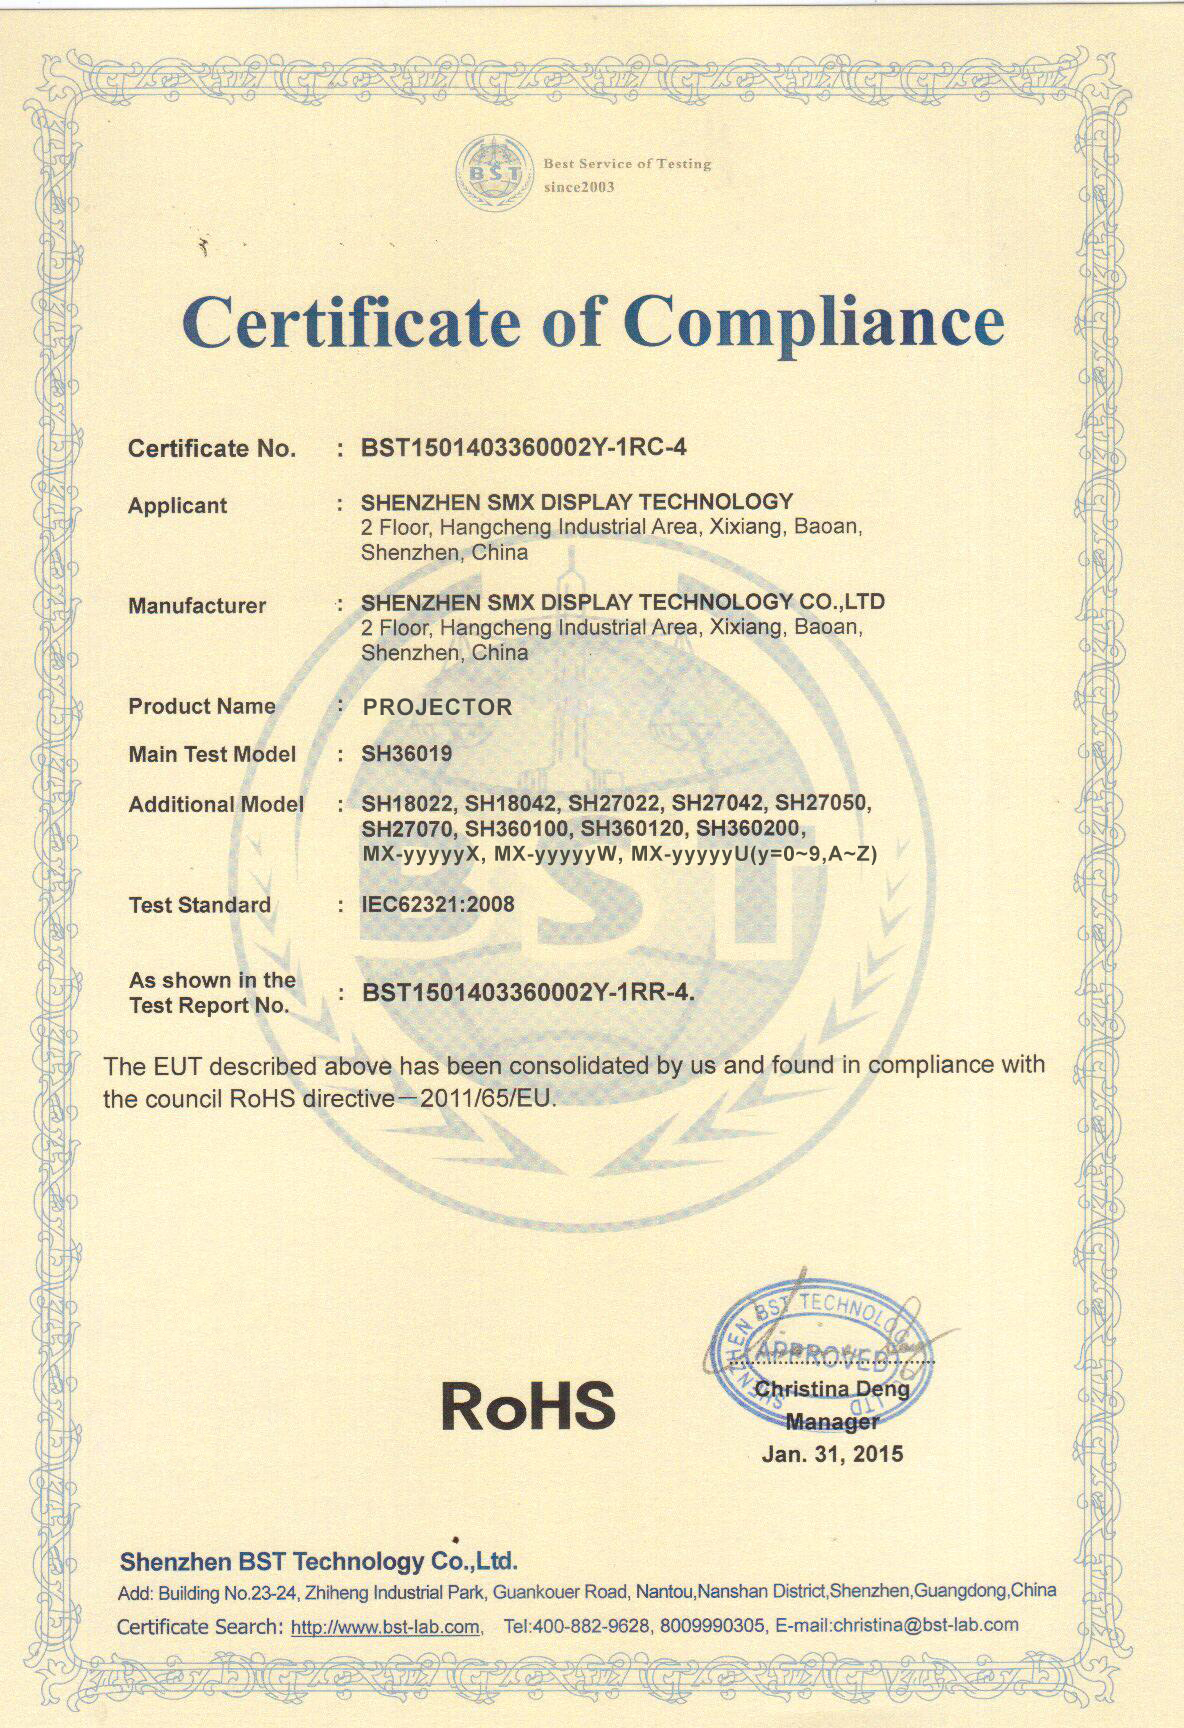 BST
Best Service of Testing
since2003
Certificate of Compliance
Certificate No. : BST1501403360002Y-1RC-4
Applicant : SHENZHEN SMX DISPLAY TECHNOLOGY
2 Floor, Hangcheng Industrial Area, Xixiang, Baoan,
Shenzhen, China
Manufacturer : SHENZHEN SMX DISPLAY TECHNOLOGY CO.,LTD
2 Floor, Hangcheng Industrial Area, Xixiang, Baoan,
Shenzhen, China
Product Name : PROJECTOR
Main Test Model : SH36019
Additional Model : SH18022, SH18042, SH27022, SH27042, SH27050,
SH27070, SH360100, SH360120, SH360200,
MX-yyyyyX, MX-yyyyyW, MX-yyyyyU(y=0~9,A~Z)
BST
Test Standard : IEC62321:2008
As shown in the
Test Report No. : BST1501403360002Y-1RR-4.
The EUT described above has been consolidated by us and found in compliance with
the council RoHS directive—2011/65/EU.
SHENZHEN BST TECHNOLOGY CO., LTD
APPROVED
RoHS
Christina Deng
Manager
Jan. 31, 2015
Shenzhen BST Technology Co.,Ltd.
Add: Building No.23-24, Zhiheng Industrial Park, Guankouer Road, Nantou,Nanshan District,Shenzhen,Guangdong,China
Certificate Search: http://www.bst-lab.com, Tel:400-882-9628, 8009990305, E-mail:christina@bst-lab.com